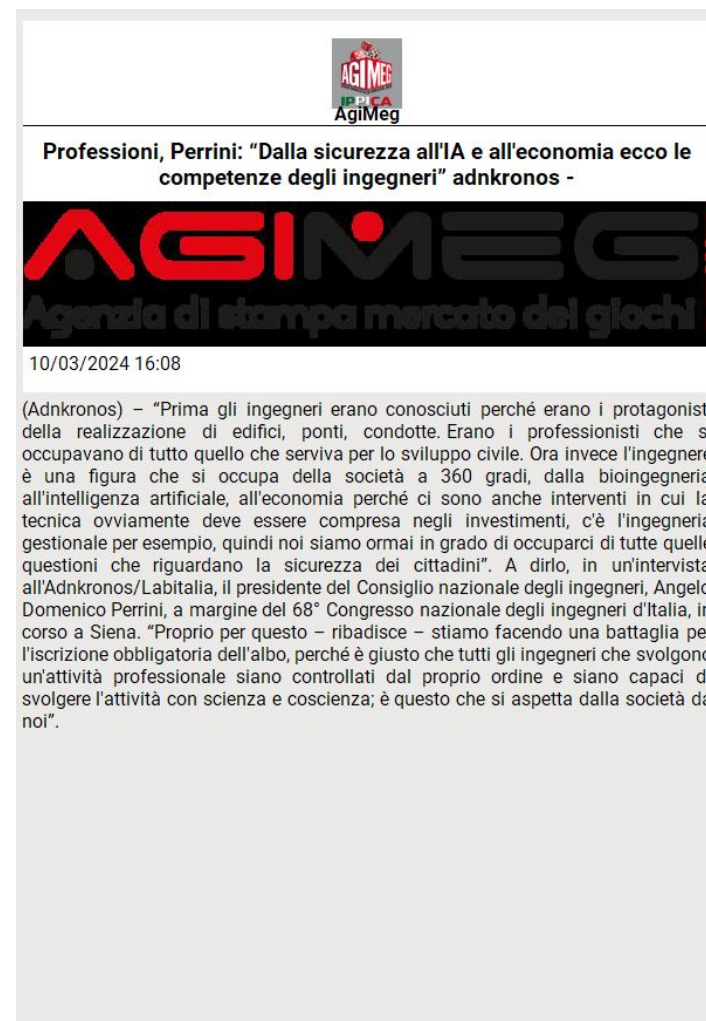 AGIMEG
IPPICA
AgiMeg
Professioni, Perrini: “Dalla sicurezza all'IA e all'economia ecco le
competenze degli ingegneri” adnkronos -
AGIMEG
Agenzia di stampa mercato dei giochi
10/03/2024 16:08
(Adnkronos) – “Prima gli ingegneri erano conosciuti perché erano i protagonist
della realizzazione di edifici, ponti, condotte. Erano i professionisti che s
occupavano di tutto quello che serviva per lo sviluppo civile. Ora invece l'ingegnere
è una figura che si occupa della società a 360 gradi, dalla bioingegneria
all'intelligenza artificiale, all'economia perché ci sono anche interventi in cui la
tecnica ovviamente deve essere compresa negli investimenti, c'è l'ingegneria
gestionale per esempio, quindi noi siamo ormai in grado di occuparci di tutte quelle
questioni che riguardano la sicurezza dei cittadini”. A dirlo, in un'intervista
all'Adnkronos/Labitalia, il presidente del Consiglio nazionale degli ingegneri, Angelo
Domenico Perrini, a margine del 68° Congresso nazionale degli ingegneri d'Italia, in
corso a Siena. “Proprio per questo – ribadisce – stiamo facendo una battaglia pe
l'iscrizione obbligatoria dell'albo, perché è giusto che tutti gli ingegneri che svolgono
un'attività professionale siano controllati dal proprio ordine e siano capaci d
svolgere l'attività con scienza e coscienza; è questo che si aspetta dalla società da
noi”.